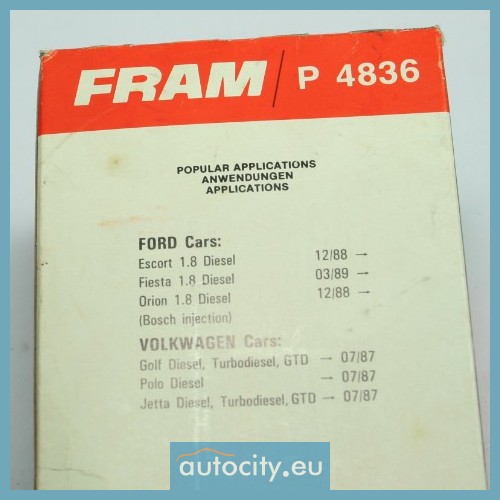 FRAM / P 4836
POPULAR APPLICATIONS
ANWENDUNGEN
APPLICATIONS
FORD Cars:
Escort 1.8 Diesel 12/88 →
Fiesta 1.8 Diesel 03/89 →
Orion 1.8 Diesel 12/88 →
(Bosch injection)
VOLKWAGEN Cars:
Golf Diesel, Turbodiesel, GTD → 07/87
Polo Diesel → 07/87
Jetta Diesel, Turbodiesel, GTD → 07/87
autocity.eu